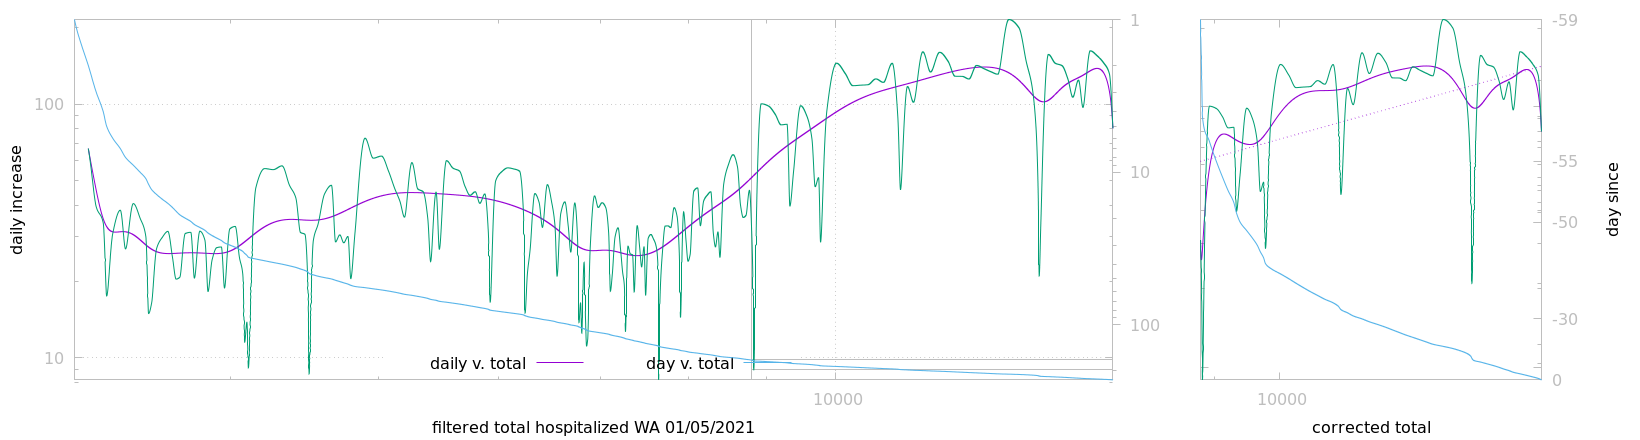 1
-59
100
daily increase
10
-55
day since
-50
100
-30
10
daily v. total
day v. total
0
10000
10000
filtered total hospitalized WA 01/05/2021
corrected total